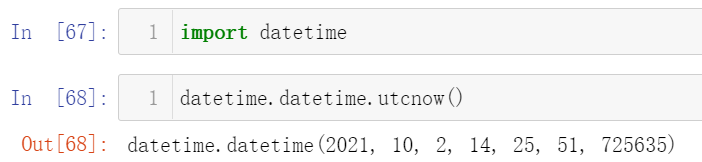 In [67]: 1 import datetime
In [68]: 1 datetime.datetime.utcnow()
Out[68]: datetime.datetime(2021, 10, 2, 14, 25, 51, 725635)